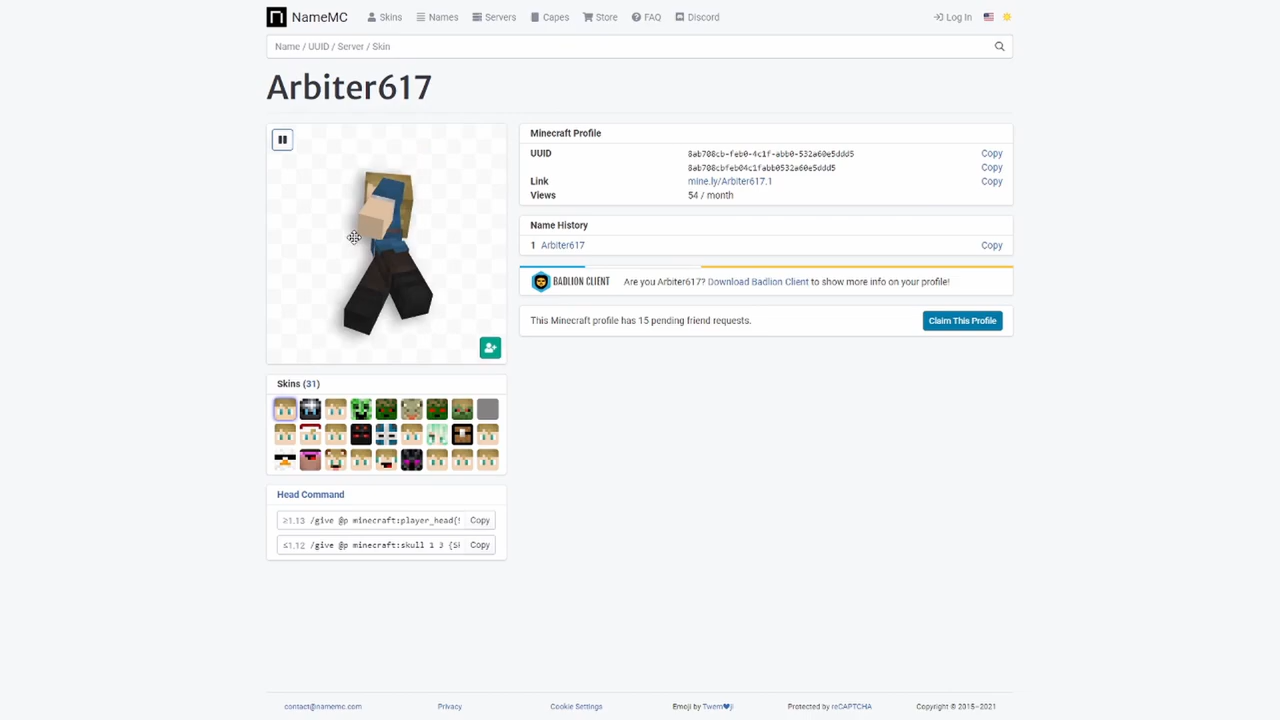 NameMC Skins Names Servers Capes Store FAQ Discord Log In
Name / UUID / Server / Skin
Arbiter617
Minecraft Profile
UUID 8ab708cb-feb0-4c1f-abb0-532a60e5ddd5 Copy
8ab708cbfeb04c1fabb0532a60e5ddd5 Copy
Link mine.ly/Arbiter617.1 Copy
Views 54 / month
Name History
1 Arbiter617 Copy
BADLION CLIENT Are you Arbiter617? Download Badlion Client to show more info on your profile!
This Minecraft profile has 15 pending friend requests. Claim This Profile
Skins (31)
Head Command
≥1.13 /give @p minecraft:player_head{ Copy
≤1.12 /give @p minecraft:skull 1 3 {S Copy
contact@namemc.com Privacy Cookie Settings Emoji by Twemoji Protected by reCAPTCHA Copyright © 2015–2021